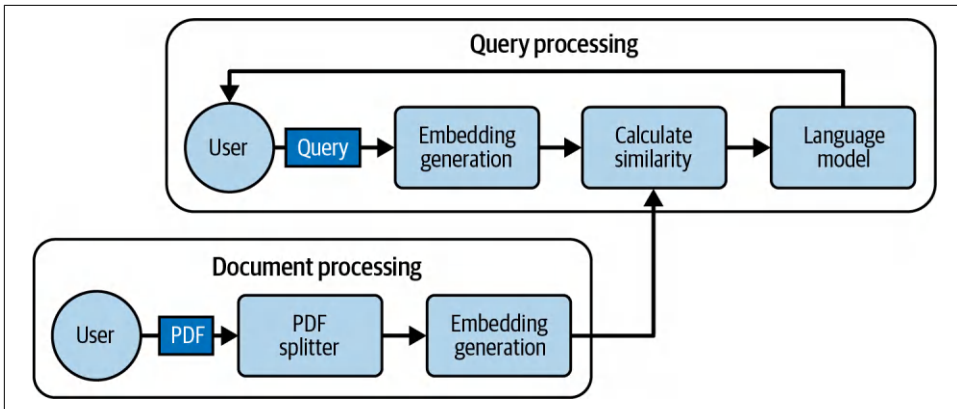 Query processing
User
Query
Embedding
generation
Calculate
similarity
Language
model
Document processing
User
PDF
PDF
splitter
Embedding
generation